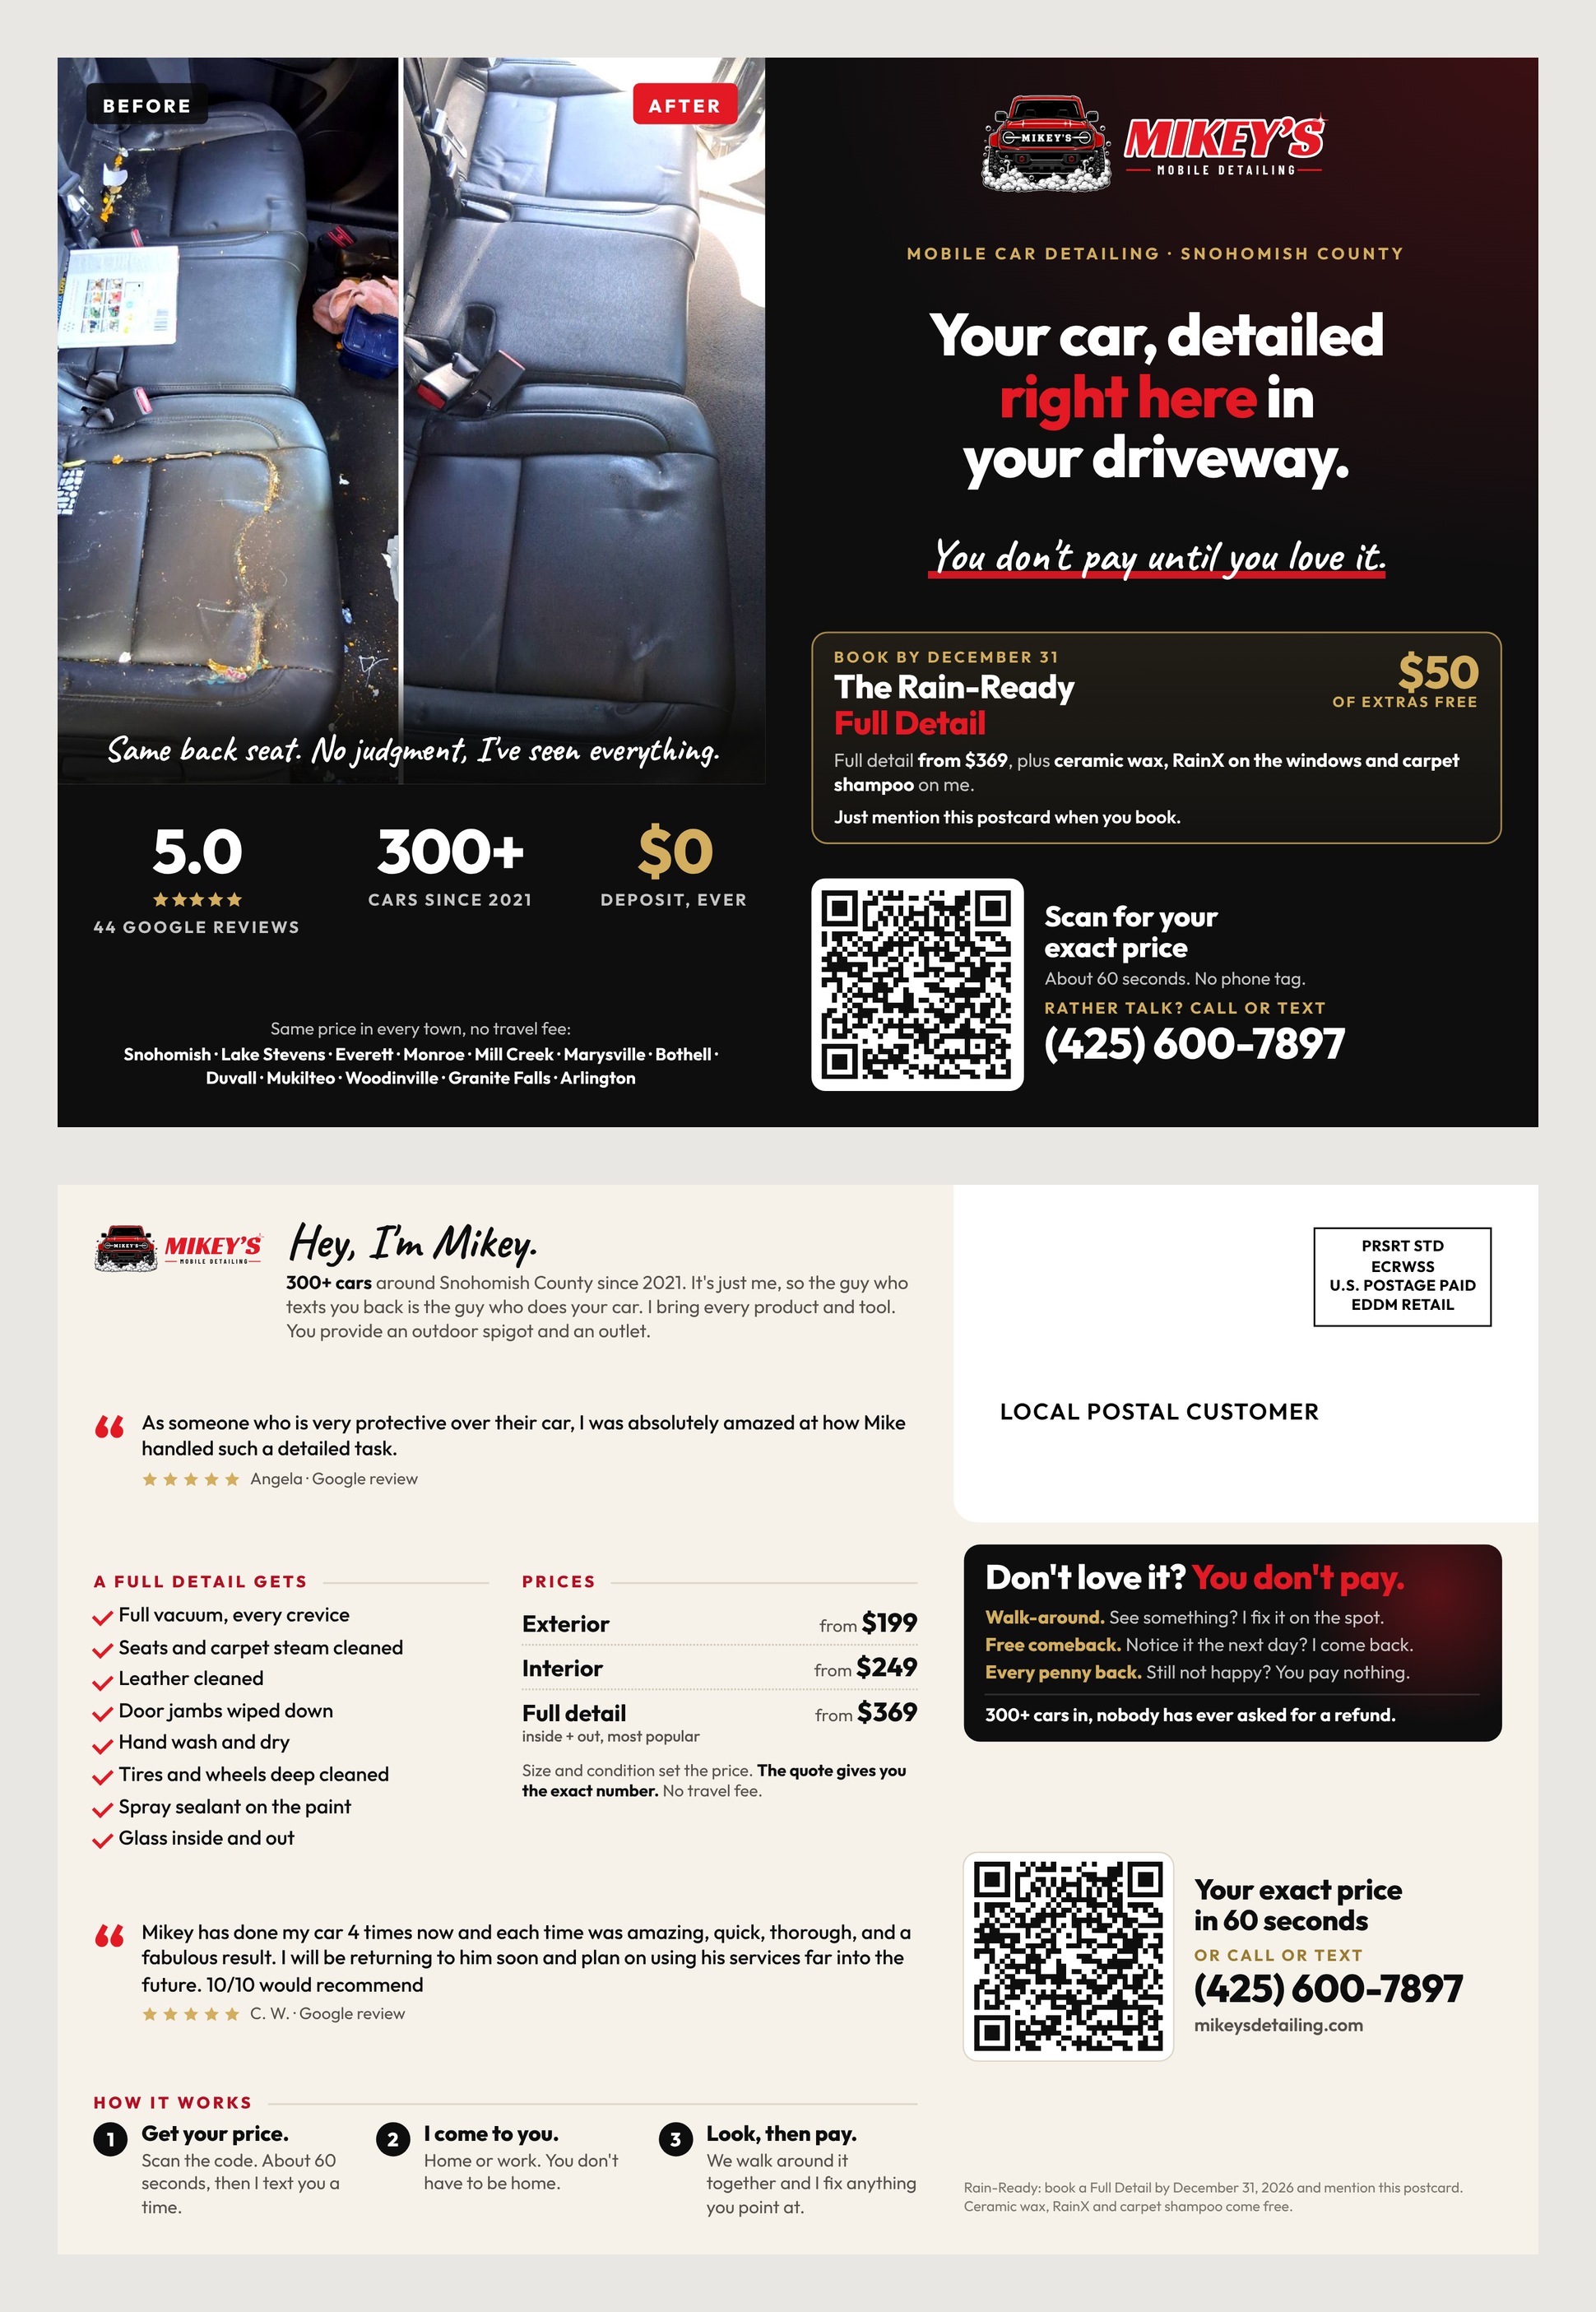 BEFORE
AFTER
Same back seat. No judgment, I've seen everything.
5.0
★★★★★
44 GOOGLE REVIEWS
300+
CARS SINCE 2021
$0
DEPOSIT, EVER
Same price in every town, no travel fee:
Snohomish · Lake Stevens · Everett · Monroe · Mill Creek · Marysville · Bothell ·
Duvall · Mukilteo · Woodinville · Granite Falls · Arlington
MIKEY'S
MIKEY'S
MOBILE DETAILING
MOBILE CAR DETAILING · SNOHOMISH COUNTY
Your car, detailed
right here in
your driveway.
You don't pay until you love it.
BOOK BY DECEMBER 31
The Rain-Ready
Full Detail
$50
OF EXTRAS FREE
Full detail from $369, plus ceramic wax, RainX on the windows and carpet
shampoo on me.
Just mention this postcard when you book.
Scan for your
exact price
About 60 seconds. No phone tag.
RATHER TALK? CALL OR TEXT
(425) 600-7897
MIKEY'S
MIKEY'S
MOBILE DETAILING
Hey, I'm Mikey.
300+ cars around Snohomish County since 2021. It's just me, so the guy who
texts you back is the guy who does your car. I bring every product and tool.
You provide an outdoor spigot and an outlet.
“ As someone who is very protective over their car, I was absolutely amazed at how Mike
handled such a detailed task.
★★★★★ Angela · Google review
A FULL DETAIL GETS
Full vacuum, every crevice
Seats and carpet steam cleaned
Leather cleaned
Door jambs wiped down
Hand wash and dry
Tires and wheels deep cleaned
Spray sealant on the paint
Glass inside and out
PRICES
Exterior from $199
Interior from $249
Full detail from $369
inside + out, most popular
Size and condition set the price. The quote gives you
the exact number. No travel fee.
“ Mikey has done my car 4 times now and each time was amazing, quick, thorough, and a
fabulous result. I will be returning to him soon and plan on using his services far into the
future. 10/10 would recommend
★★★★★ C. W. · Google review
HOW IT WORKS
1 Get your price.
Scan the code. About 60
seconds, then I text you a
time.
2 I come to you.
Home or work. You don't
have to be home.
3 Look, then pay.
We walk around it
together and I fix anything
you point at.
PRSRT STD
ECRWSS
U.S. POSTAGE PAID
EDDM RETAIL
LOCAL POSTAL CUSTOMER
Don't love it? You don't pay.
Walk-around. See something? I fix it on the spot.
Free comeback. Notice it the next day? I come back.
Every penny back. Still not happy? You pay nothing.
300+ cars in, nobody has ever asked for a refund.
Your exact price
in 60 seconds
OR CALL OR TEXT
(425) 600-7897
mikeysdetailing.com
Rain-Ready: book a Full Detail by December 31, 2026 and mention this postcard.
Ceramic wax, RainX and carpet shampoo come free.